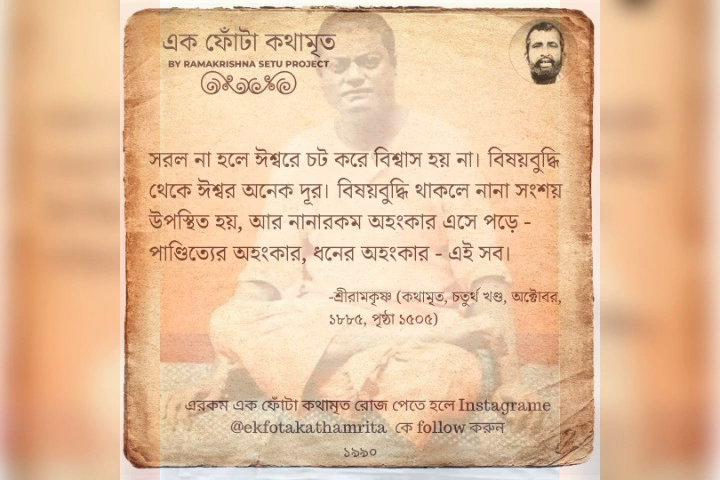 এক ফোঁটা কথামৃত
BY RAMAKRISHNA SETU PROJECT
সরল না হলে ঈশ্বরে চট করে বিশ্বাস হয় না। বিষয়বুদ্ধি
থেকে ঈশ্বর অনেক দূর। বিষয়বুদ্ধি থাকলে নানা সংশয়
উপস্থিত হয়, আর নানারকম অহংকার এসে পড়ে -
পাণ্ডিত্যের অহংকার, ধনের অহংকার - এই সব।
-শ্রীরামকৃষ্ণ (কথামৃত, চতুর্থ খণ্ড, অক্টোবর,
১৮৮৫, পৃষ্ঠা ১৫০৫)
এরকম এক ফোঁটা কথামৃত রোজ পেতে হলে Instagrame
@ekfotakathamrita কে follow করুন
১৯৯০